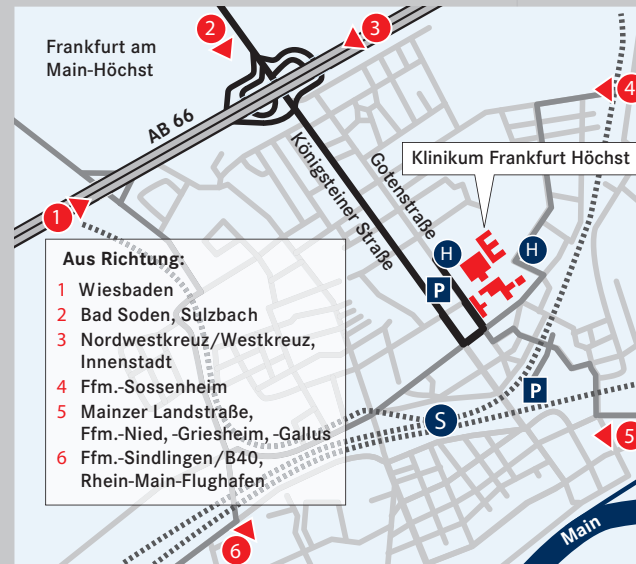 Frankfurt am
Main-Höchst
2
3
4
AB 66
Königsteiner Straße
Gotenstraße
Klinikum Frankfurt Höchst
H
H
P
1
Aus Richtung:
1 Wiesbaden
2 Bad Soden, Sulzbach
3 Nordwestkreuz/Westkreuz,
Innenstadt
4 Ffm.-Sossenheim
5 Mainzer Landstraße,
Ffm.-Nied, -Griesheim, -Gallus
6 Ffm.-Sindlingen/B40,
Rhein-Main-Flughafen
P
S
5
6
Main